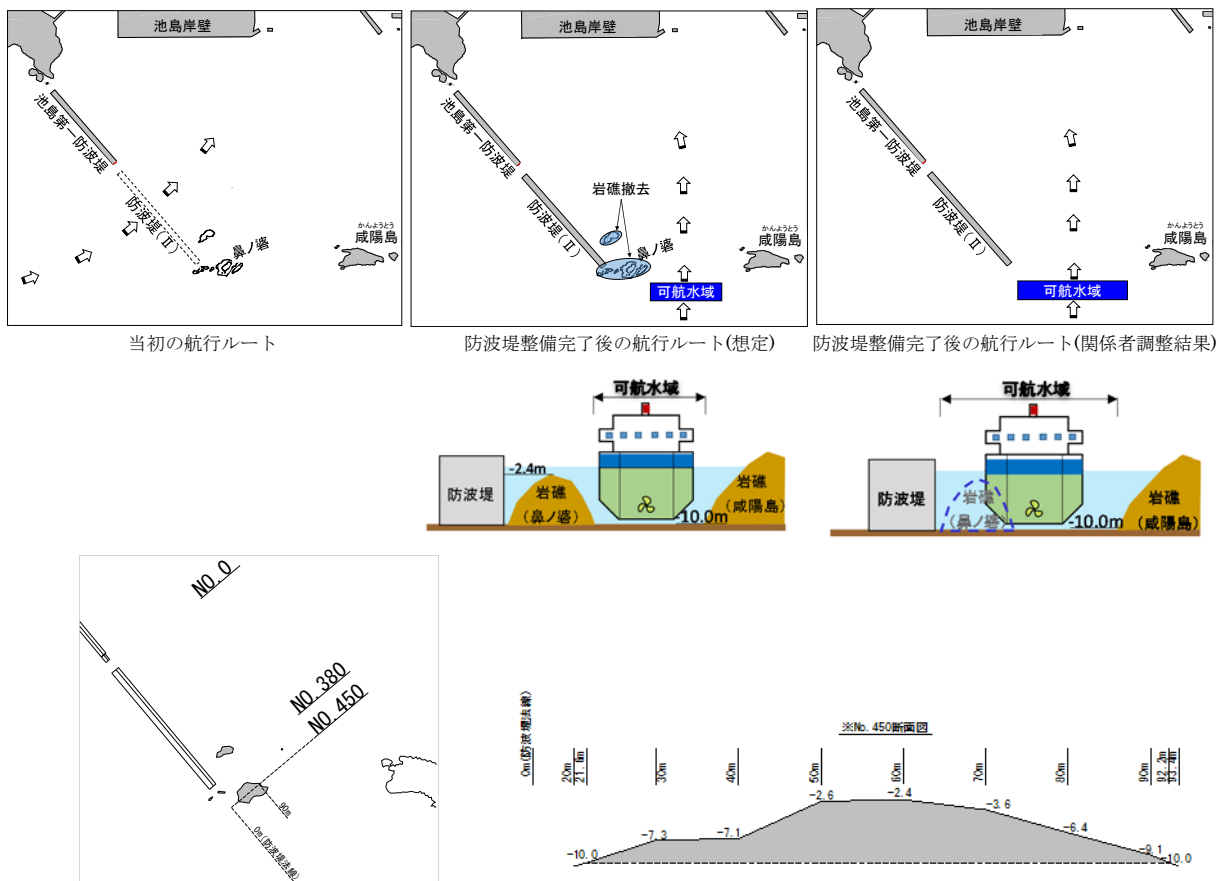 池島岸壁
池島第一防波堤
防波堤(Ⅱ)
鼻ノ碆
かんようとう
咸陽島
当初の航行ルート
池島岸壁
池島第一防波堤
防波堤(Ⅱ)
岩礁撤去
鼻ノ碆
かんようとう
咸陽島
可航水域
防波堤整備完了後の航行ルート(想定)
池島岸壁
池島第一防波堤
防波堤(Ⅱ)
かんようとう
咸陽島
可航水域
防波堤整備完了後の航行ルート(関係者調整結果)
可航水域
-2.4m
防波堤
岩礁
(鼻ノ碆)
岩礁
(咸陽島)
-10.0m
可航水域
防波堤
岩礁
(鼻ノ碆)
岩礁
(咸陽島)
-10.0m
NO.0
NO.380
NO.450
90m
0m(防波堤法線)
※No.450断面図
0m(防波堤法線)
20m
21.6m
30m
40m
50m
60m
70m
80m
90m
92.2m
93.4m
-10.0
-7.3
-7.1
-2.6
-2.4
-3.6
-6.4
-9.1
-10.0